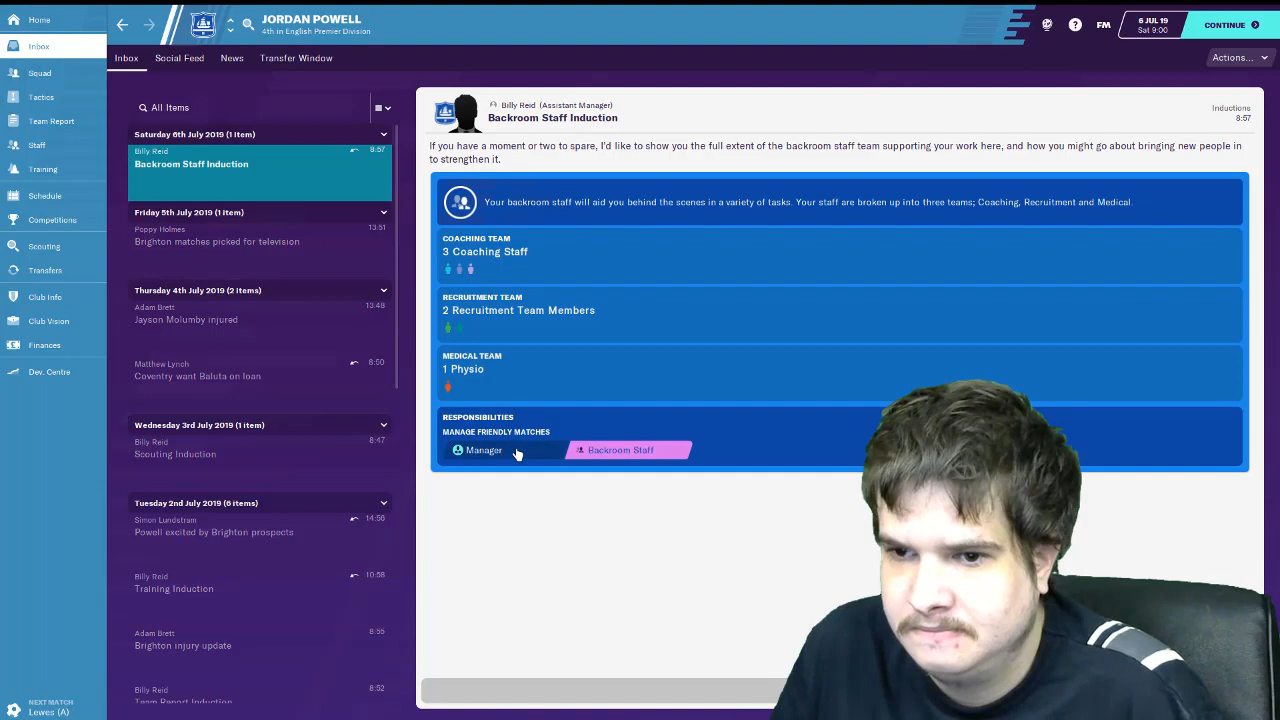 Home
JORDAN POWELL
4th in English Premier Division
FM
6 JUL 19
Sat 9:00
CONTINUE
Inbox
Inbox
Social Feed
News
Transfer Window
Actions...
Squad
Tactics
Team Report
Staff
Training
Schedule
Competitions
Scouting
Transfers
Club Info
Club Vision
Finances
Dev. Centre
NEXT MATCH
Lewes (A)
All Items
Saturday 6th July 2019 (1 item)
Billy Reid
8:57
Backroom Staff Induction
Friday 5th July 2019 (1 item)
Poppy Holmes
13:51
Brighton matches picked for television
Thursday 4th July 2019 (2 items)
Adam Brett
13:48
Jayson Molumby injured
Matthew Lynch
8:50
Coventry want Baluta on loan
Wednesday 3rd July 2019 (1 item)
Billy Reid
8:47
Scouting Induction
Tuesday 2nd July 2019 (6 items)
Simon Lundstram
14:56
Powell excited by Brighton prospects
Billy Reid
10:58
Training Induction
Adam Brett
8:55
Brighton injury update
Billy Reid
8:52
Team Report Induction
Billy Reid (Assistant Manager)
Backroom Staff Induction
Inductions
8:57
If you have a moment or two to spare, I'd like to show you the full extent of the backroom staff team supporting your work here, and how you might go about bringing new people in
to strengthen it.
Your backroom staff will aid you behind the scenes in a variety of tasks. Your staff are broken up into three teams; Coaching, Recruitment and Medical.
COACHING TEAM
3 Coaching Staff
RECRUITMENT TEAM
2 Recruitment Team Members
MEDICAL TEAM
1 Physio
RESPONSIBILITIES
MANAGE FRIENDLY MATCHES
Manager
Backroom Staff